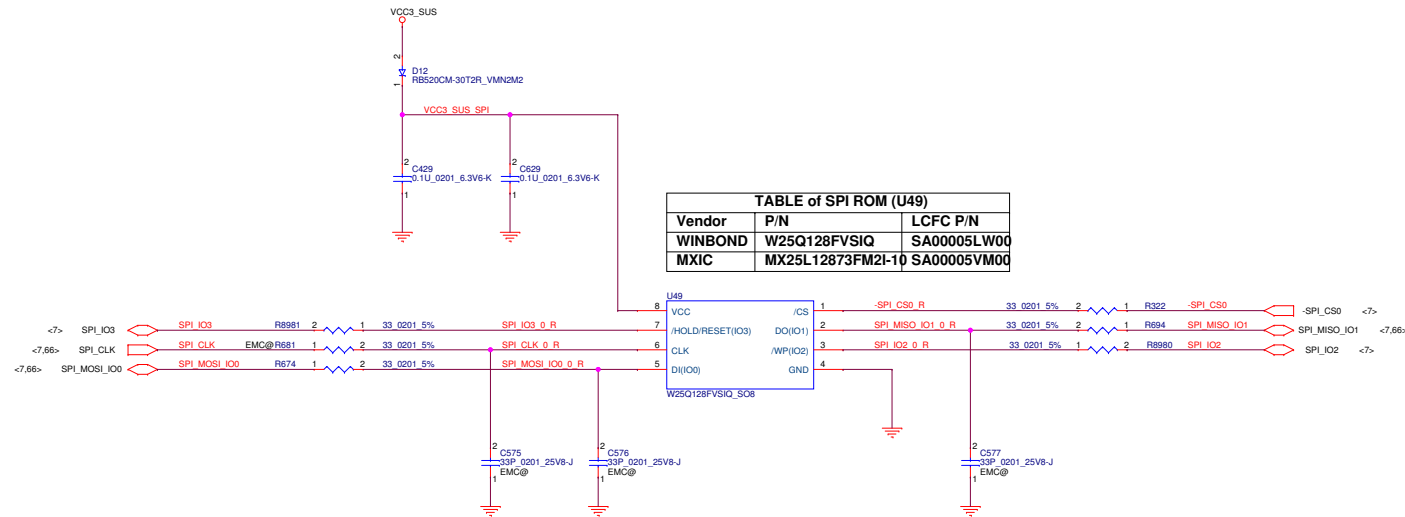 VCC3_SUS
2
D12
RB520CM-30T2R_VMN2M2
1
VCC3_SUS_SPI
2 2
C429 C629
0.1U_0201_6.3V6-K 0.1U_0201_6.3V6-K
1 1
TABLE of SPI ROM (U49)
Vendor P/N LCFC P/N
WINBOND W25Q128FVSIQ SA00005LW00
MXIC MX25L12873FM2I-10 SA00005VM00
U49
8 VCC /CS 1 -SPI_CS0_R 33_0201_5% 2 1 R322 -SPI_CS0 -SPI_CS0 <7>
<7> SPI_IO3 SPI_IO3 R8981 2 1 33_0201_5% SPI_IO3_0_R 7 /HOLD/RESET(IO3) DO(IO1) 2 SPI_MISO_IO1_0_R 33_0201_5% 2 1 R694 SPI_MISO_IO1 SPI_MISO_IO1 <7,66>
<7,66> SPI_CLK SPI_CLK EMC@ R681 1 2 33_0201_5% SPI_CLK_0_R 6 CLK /WP(IO2) 3 SPI_IO2_0_R 33_0201_5% 1 2 R8980 SPI_IO2 SPI_IO2 <7>
<7,66> SPI_MOSI_IO0 SPI_MOSI_IO0 R674 1 2 33_0201_5% SPI_MOSI_IO0_0_R 5 DI(IO0) GND 4
W25Q128FVSIQ_SO8
2 2 2
C575 C576 C577
33P_0201_25V8-J 33P_0201_25V8-J 33P_0201_25V8-J
EMC@ EMC@ EMC@
1 1 1